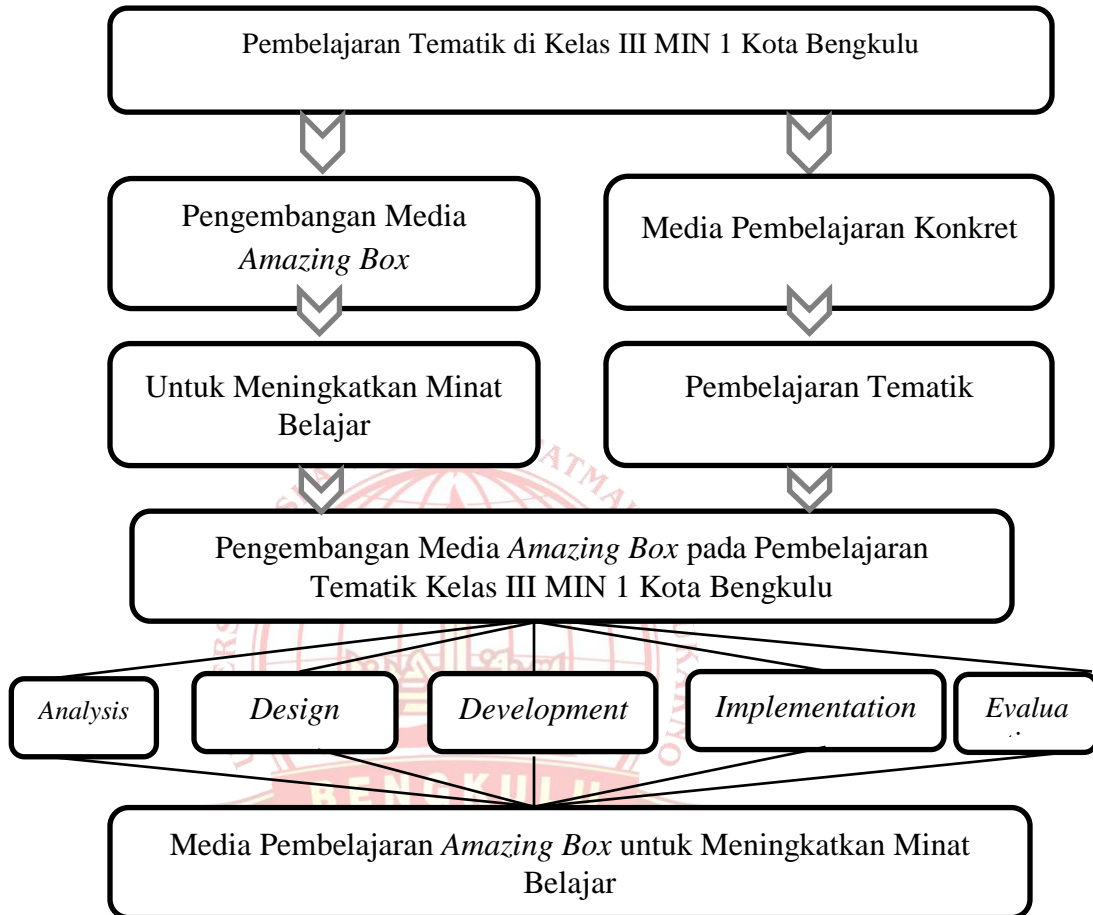 Pembelajaran Tematik di Kelas III MIN 1 Kota Bengkulu
Pengembangan Media
Amazing Box
Media Pembelajaran Konkret
Untuk Meningkatkan Minat
Belajar
Pembelajaran Tematik
Pengembangan Media Amazing Box pada Pembelajaran
Tematik Kelas III MIN 1 Kota Bengkulu
Analysis
Design
Development
Implementation
Evalua
BENGKULU
Media Pembelajaran Amazing Box untuk Meningkatkan Minat
Belajar